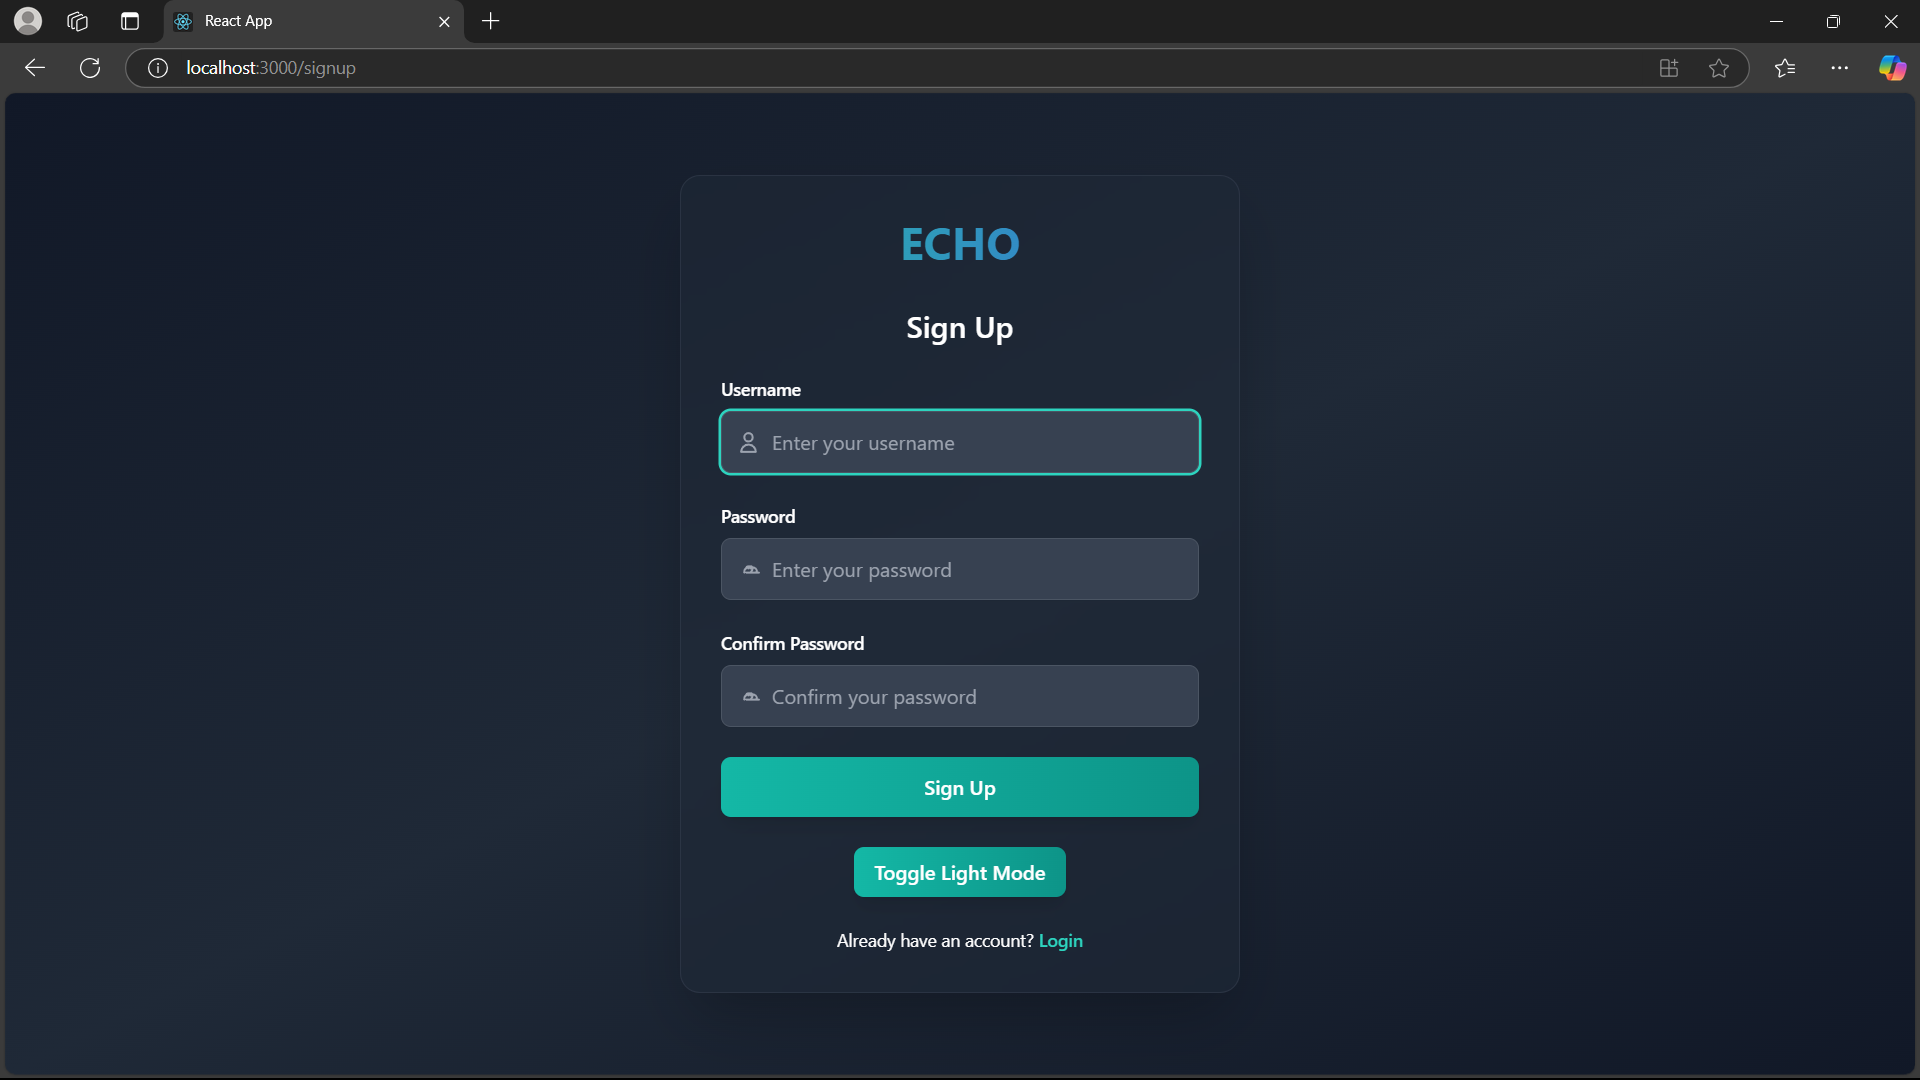 React App
localhost:3000/signup
ECHO
Sign Up
Username
Enter your username
Password
Enter your password
Confirm Password
Confirm your password
Sign Up
Toggle Light Mode
Already have an account? Login